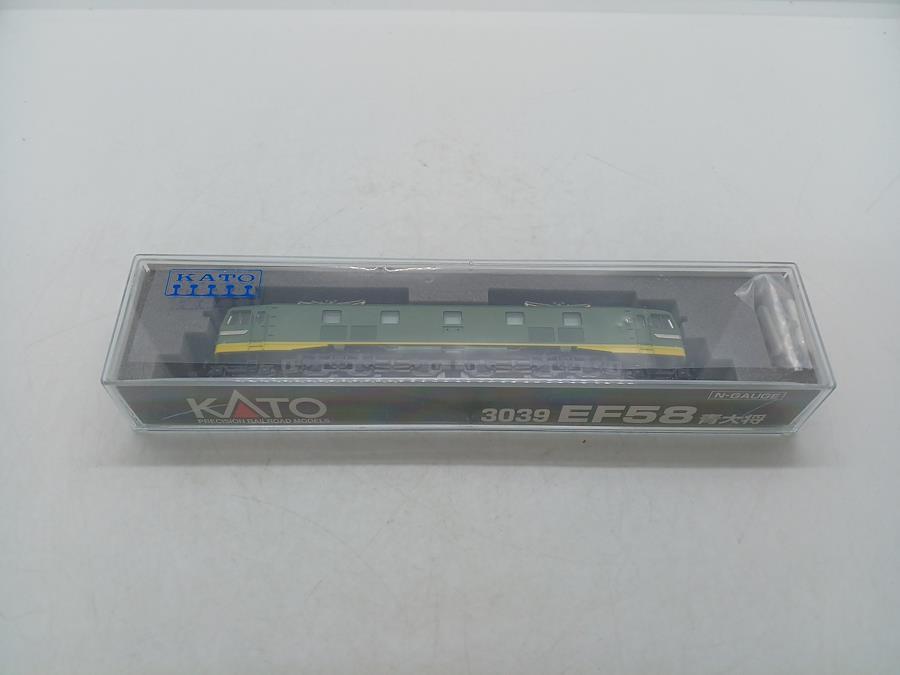 KATO
KATO
PRECISION RAILROAD MODELS
N-GAUGE
3039 EF58 青大将